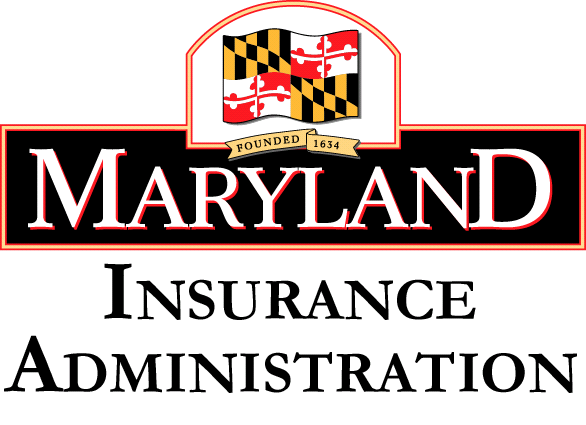 FOUNDED 1634
MARYLAND
INSURANCE
ADMINISTRATION